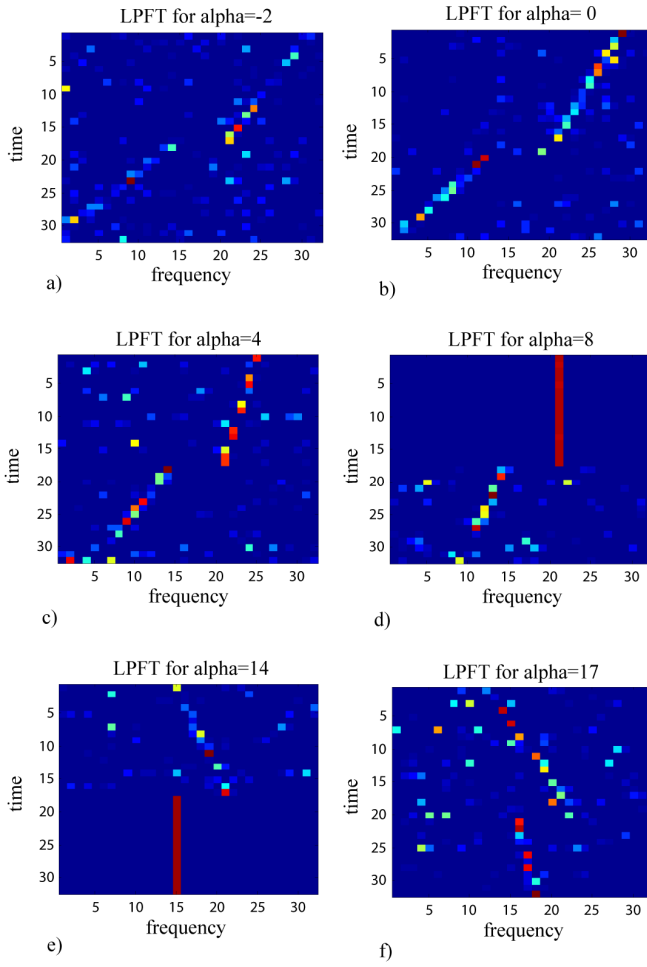 LPFT for alpha=-2
LPFT for alpha= 0
5
10
15
20
25
30
time
5 10 15 20 25 30
frequency
a)
5
10
15
20
25
30
time
5 10 15 20 25 30
frequency
b)
LPFT for alpha=4
LPFT for alpha=8
5
10
15
20
25
30
time
5 10 15 20 25 30
frequency
c)
5
10
15
20
25
30
time
5 10 15 20 25 30
frequency
d)
LPFT for alpha=14
LPFT for alpha=17
5
10
15
20
25
30
time
5 10 15 20 25 30
frequency
e)
5
10
15
20
25
30
time
5 10 15 20 25 30
frequency
f)